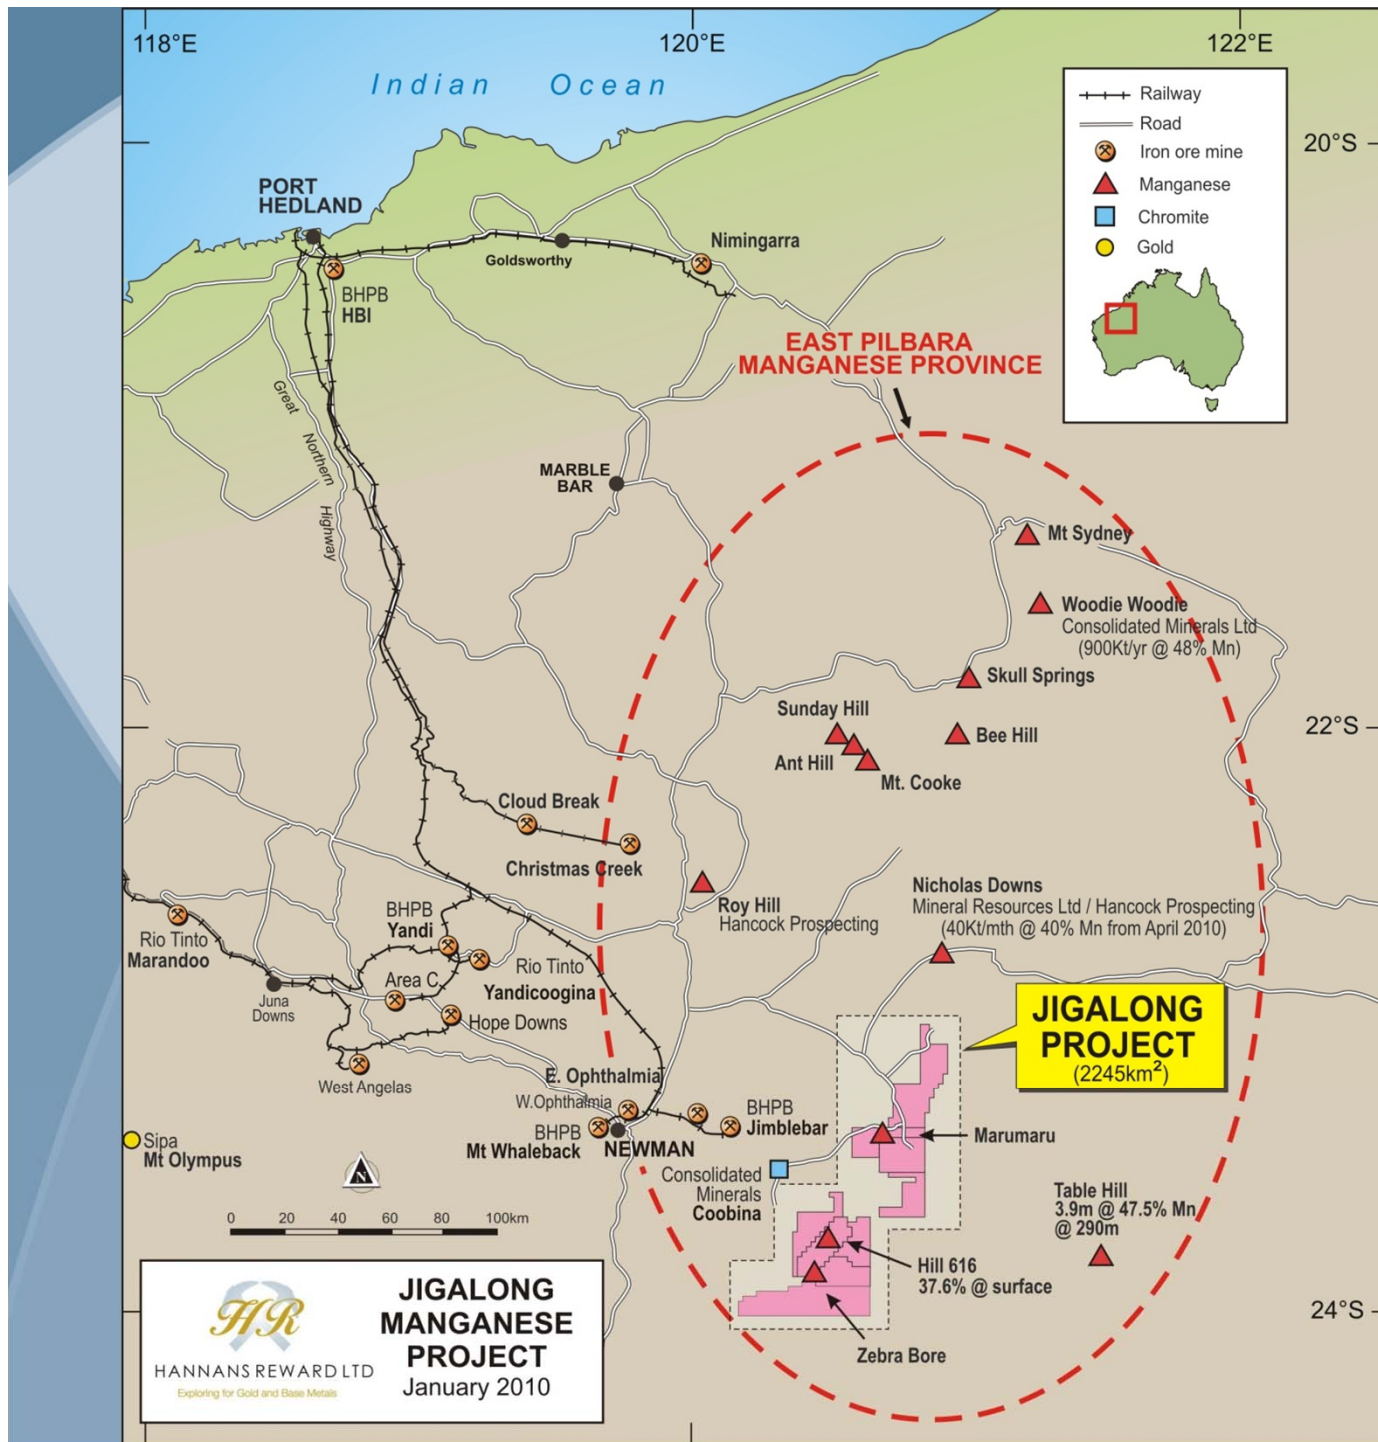 118°E
120°E
122°E
Indian Ocean
Railway
Road
Iron ore mine
Manganese
Chromite
Gold
20°S
PORT
HEDLAND
Goldsworthy
Nimingarra
BHPB
HBI
EAST PILBARA
MANGANESE PROVINCE
Great Northern Highway
MARBLE
BAR
Mt Sydney
Woodie Woodie
Consolidated Minerals Ltd
(900Kt/yr @ 48% Mn)
Skull Springs
Sunday Hill
22°S
Bee Hill
Ant Hill
Mt. Cooke
Cloud Break
Christmas Creek
Roy Hill
Hancock Prospecting
Nicholas Downs
Mineral Resources Ltd / Hancock Prospecting
(40Kt/mth @ 40% Mn from April 2010)
BHPB
Yandi
Rio Tinto
Marandoo
Rio Tinto
Yandicoogina
Area C
Juna
Downs
Hope Downs
JIGALONG
PROJECT
(2245km²)
West Angelas
E. Ophthalmia
W.Ophthalmia
BHPB
Mt Whaleback
NEWMAN
BHPB
Jimblebar
Marumaru
Sipa
Mt Olympus
N
Consolidated
Minerals
Coobina
Table Hill
3.9m @ 47.5% Mn
@ 290m
0 20 40 60 80 100km
Hill 616
37.6% @ surface
24°S
Zebra Bore
HR
HANNANS REWARD LTD
Exploring for Gold and Base Metals
JIGALONG
MANGANESE
PROJECT
January 2010